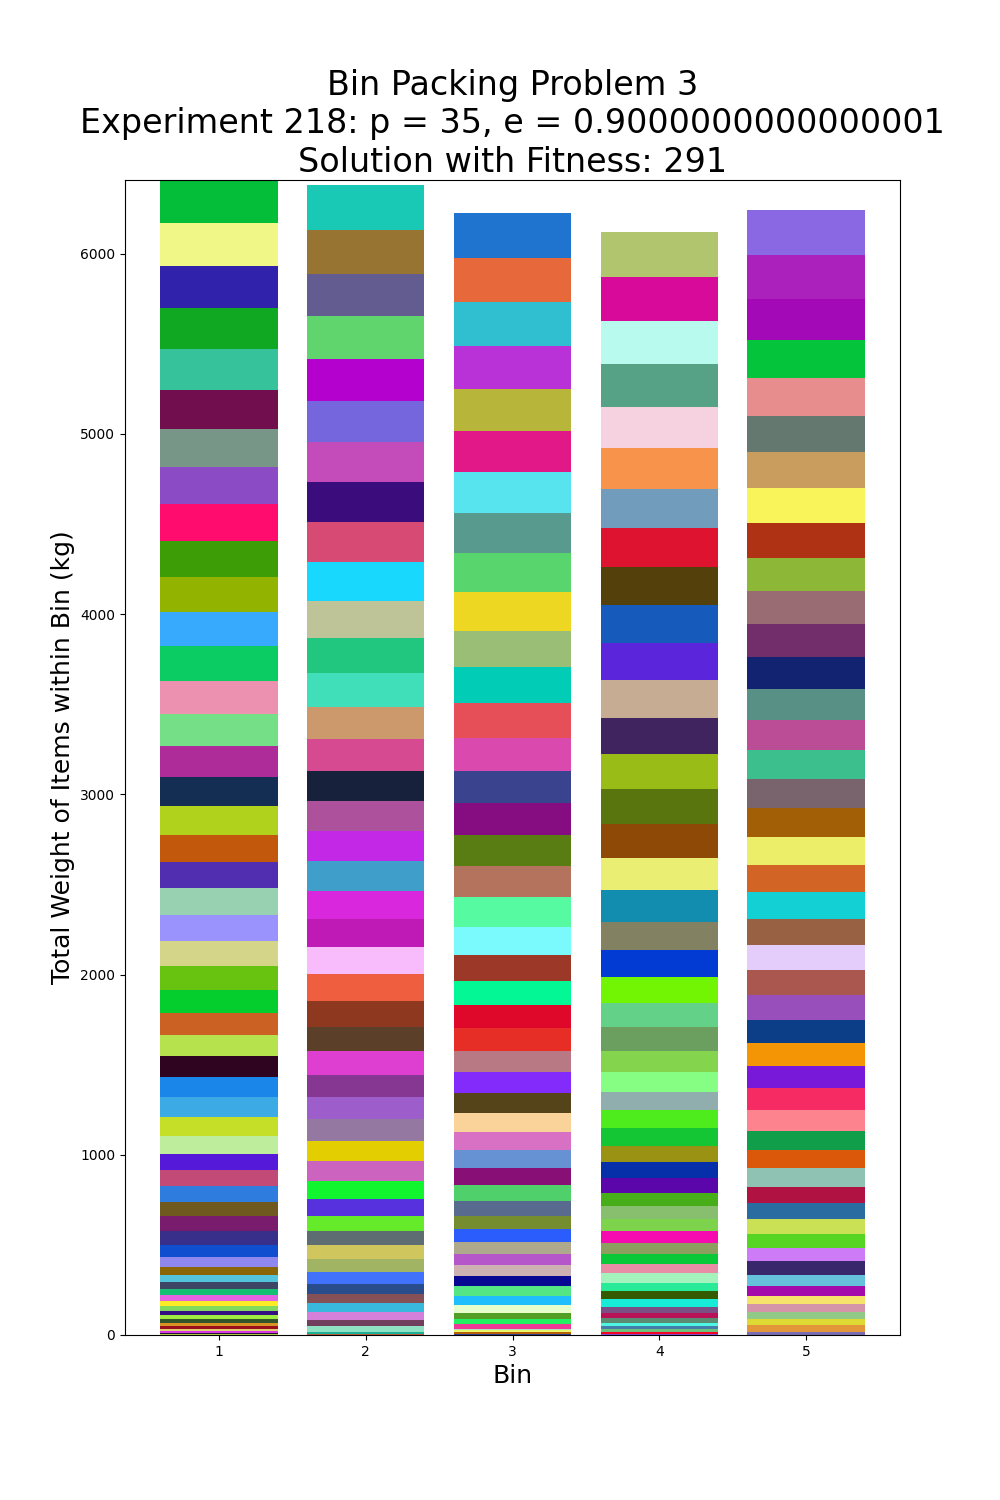 Bin Packing Problem 3
Experiment 218: p = 35, e = 0.9000000000000001
Solution with Fitness: 291
6000
5000
4000
3000
2000
1000
0
Total Weight of Items within Bin (kg)
1 2 3 4 5
Bin